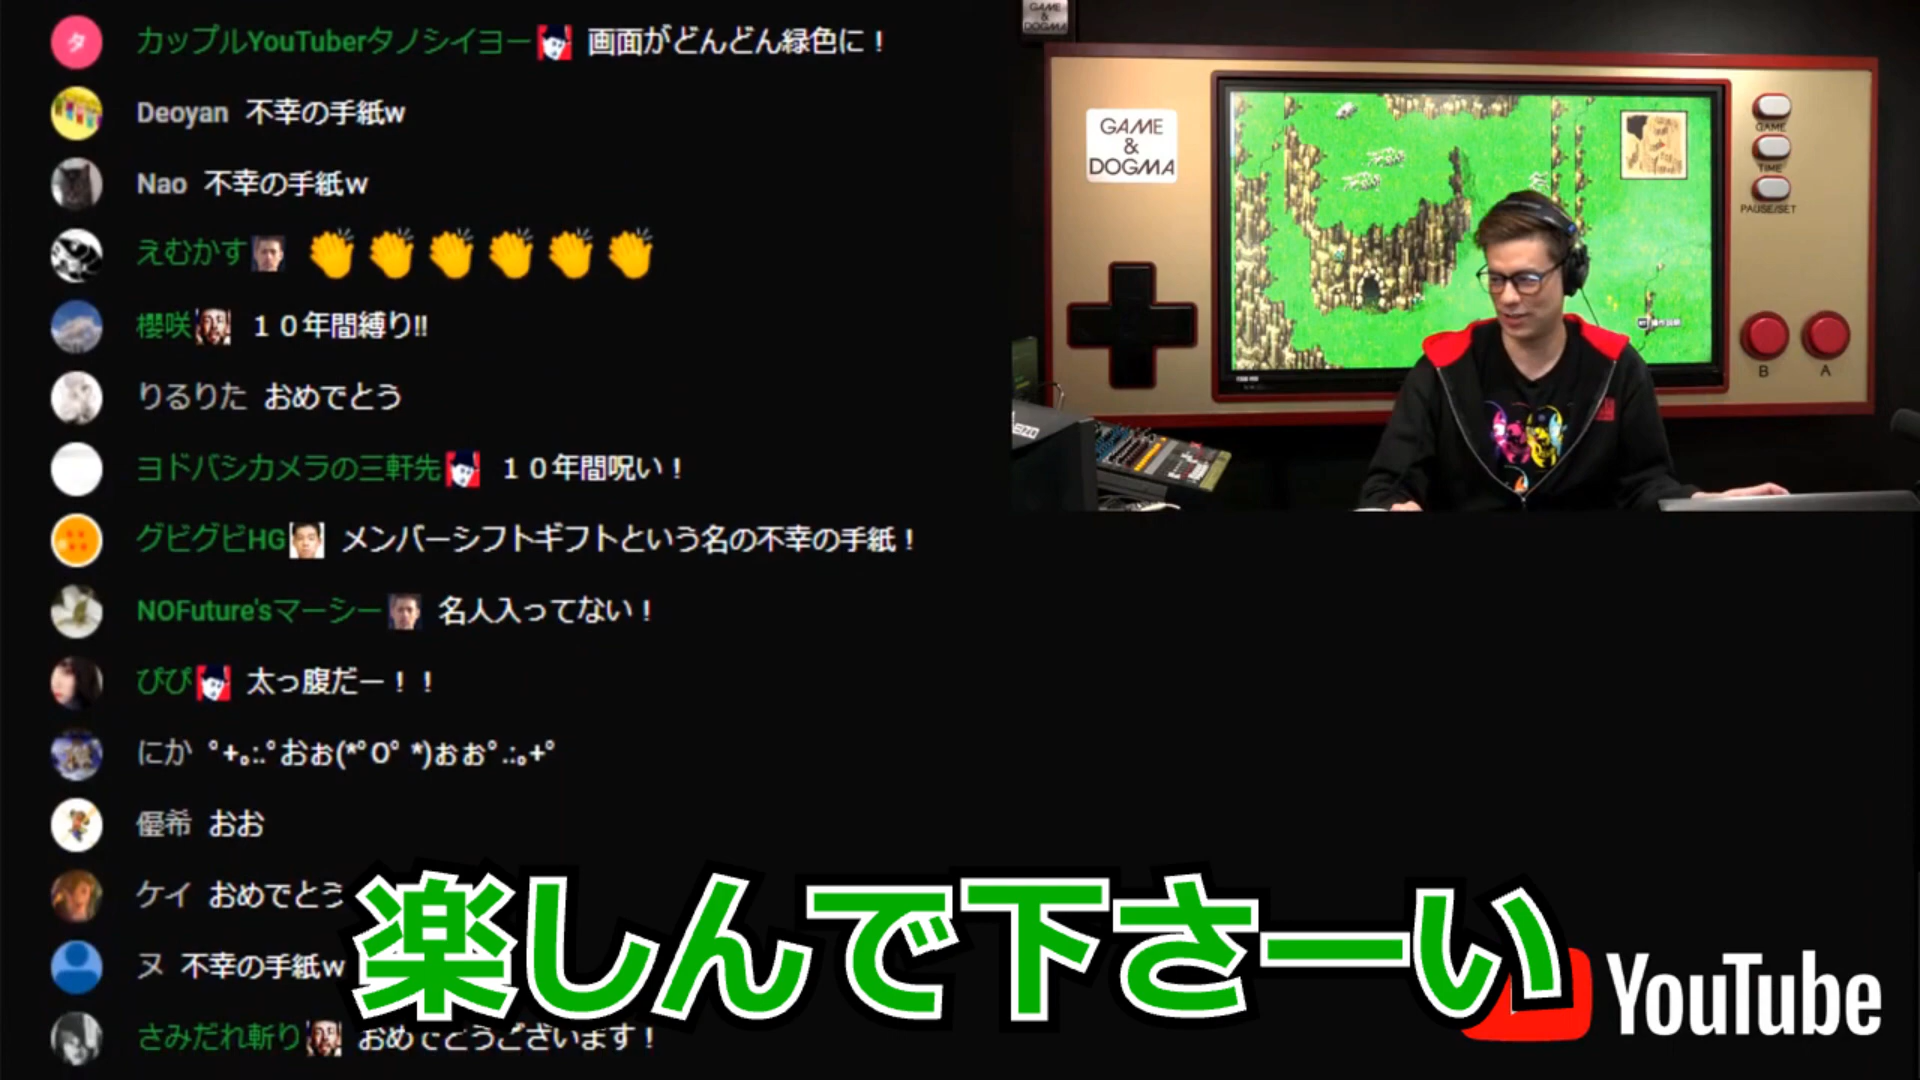 カップルYouTuberタノシイヨー 画面がどんどん緑色に！
Deoyan 不幸の手紙w
Nao 不幸の手紙w
えむかす 👏👏👏👏👏👏
櫻咲 １０年間縛り!!
りるりた おめでとう
ヨドバシカメラの三軒先 １０年間呪い！
グビグビHG メンバーシフトギフトという名の不幸の手紙！
NOFuture'sマーシー 名人入ってない！
ぴぴ 太っ腹だー！！
にか ﾟ+｡:.ﾟおぉ(*ﾟOﾟ *)ぉぉﾟ.:｡+ﾟ
優希 おお
ケイ おめでとう
ヌ 不幸の手紙w
さみだれ斬り おめでとうございます！
タ
GAME
&
DOGMA
GAME
&
DOGMA
GAME
TIME
PAUSE/SET
B
A
楽しんで下さーい
YouTube